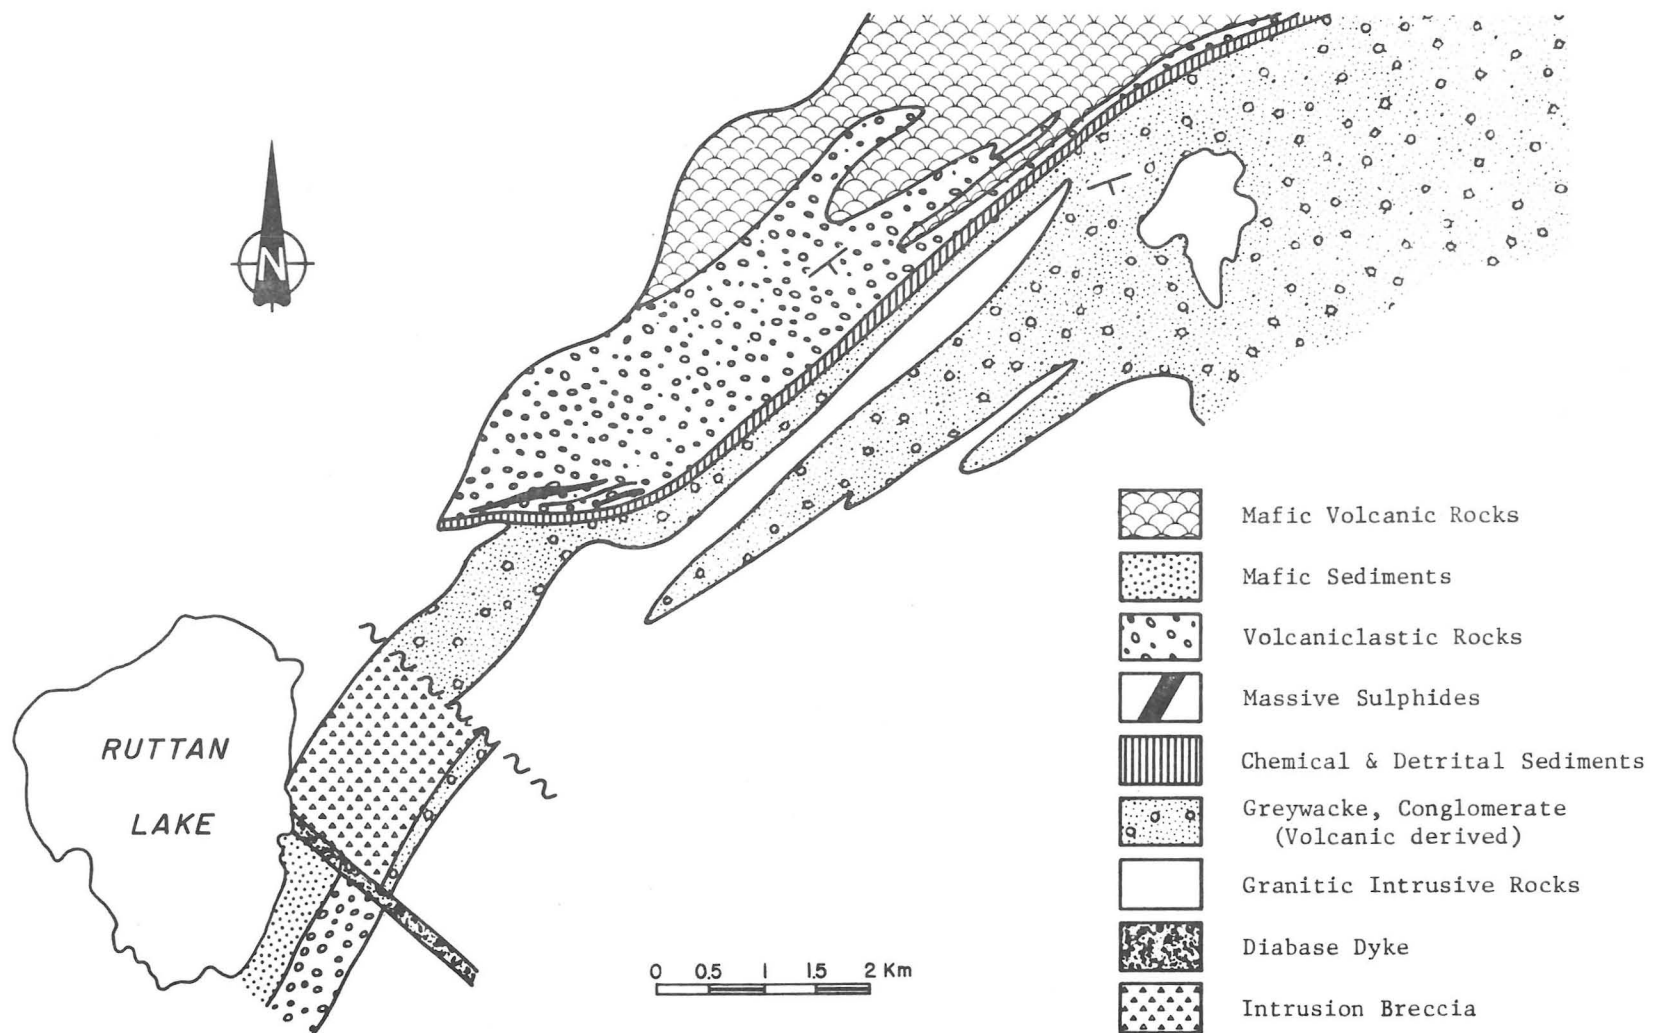 N
RUTTAN
LAKE
0 0.5 1 1.5 2 Km
Mafic Volcanic Rocks
Mafic Sediments
Volcaniclastic Rocks
Massive Sulphides
Chemical & Detrital Sediments
Greywacke, Conglomerate
(Volcanic derived)
Granitic Intrusive Rocks
Diabase Dyke
Intrusion Breccia